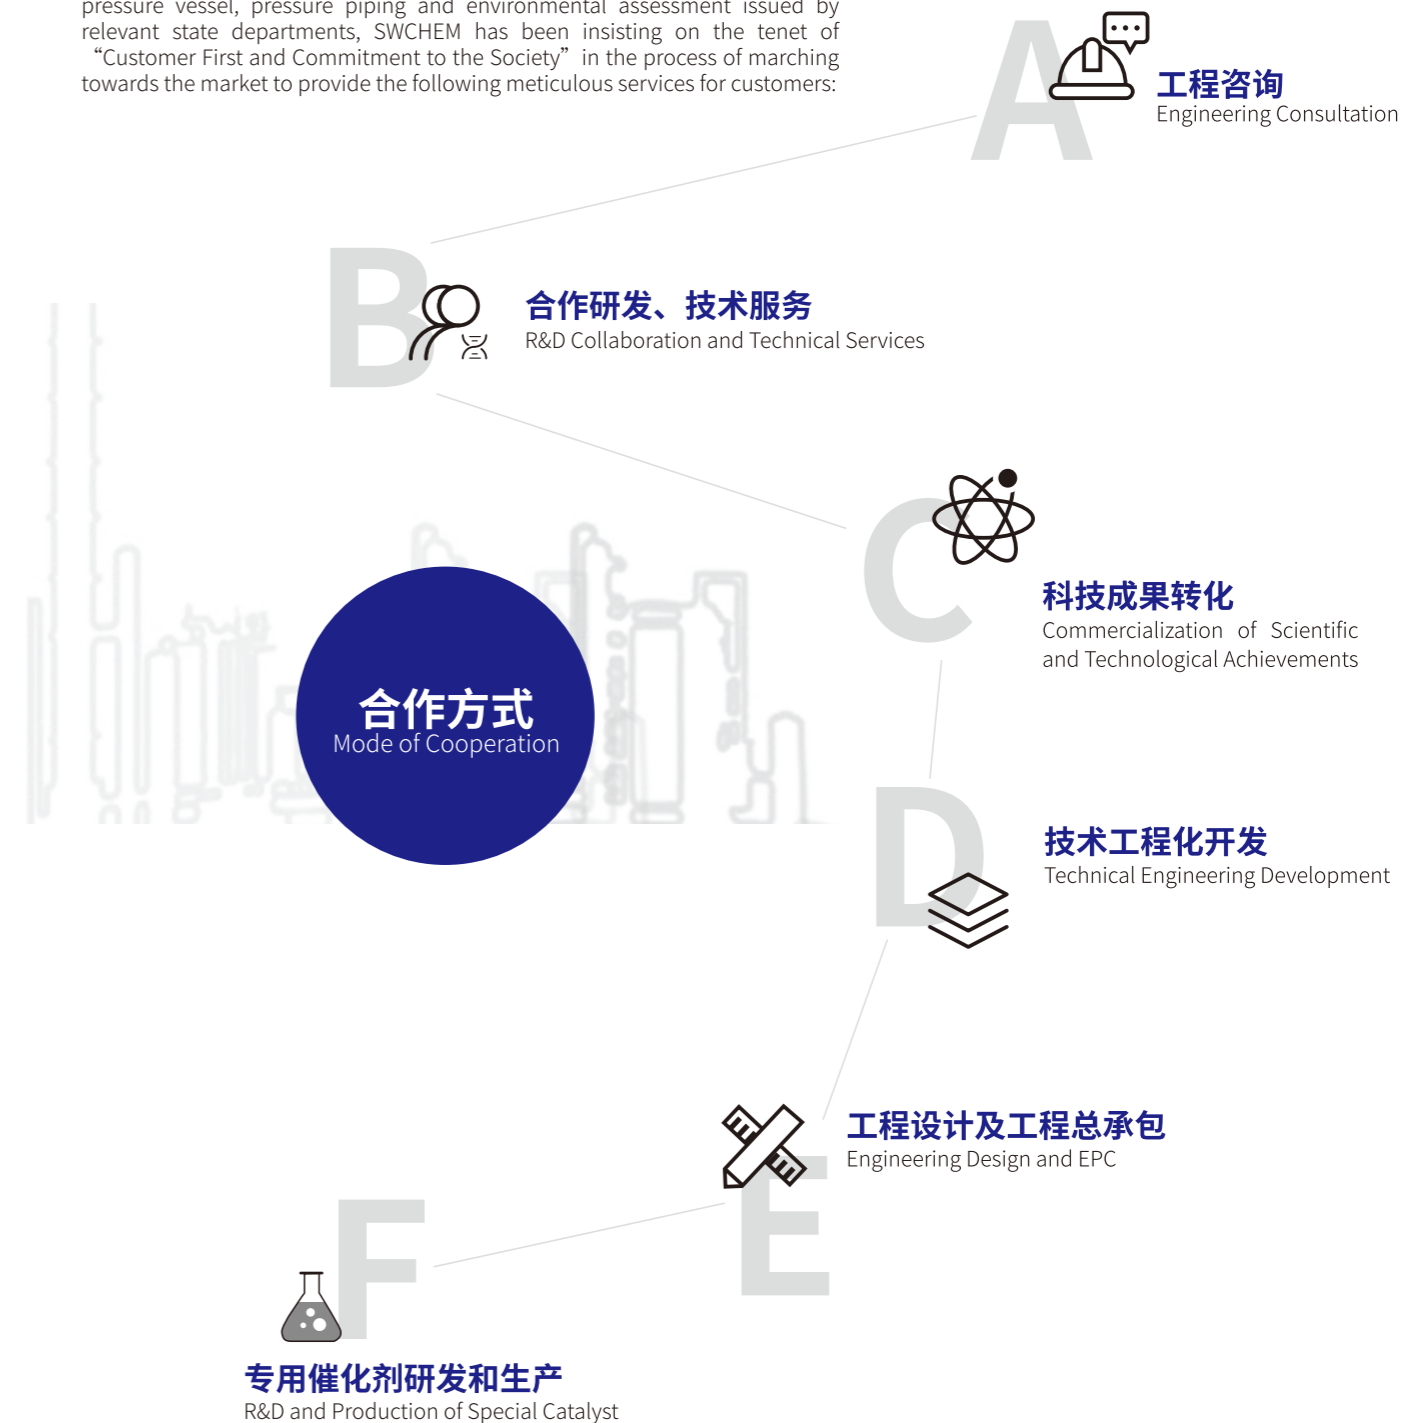 pressure vessel, pressure piping and environmental assessment issued by
relevant state departments, SWCHEM has been insisting on the tenet of
“Customer First and Commitment to the Society” in the process of marching
towards the market to provide the following meticulous services for customers:
A
工程咨询
Engineering Consultation
B
合作研发、技术服务
R&D Collaboration and Technical Services
C
科技成果转化
Commercialization of Scientific
and Technological Achievements
合作方式
Mode of Cooperation
D
技术工程化开发
Technical Engineering Development
E
工程设计及工程总承包
Engineering Design and EPC
F
专用催化剂研发和生产
R&D and Production of Special Catalyst